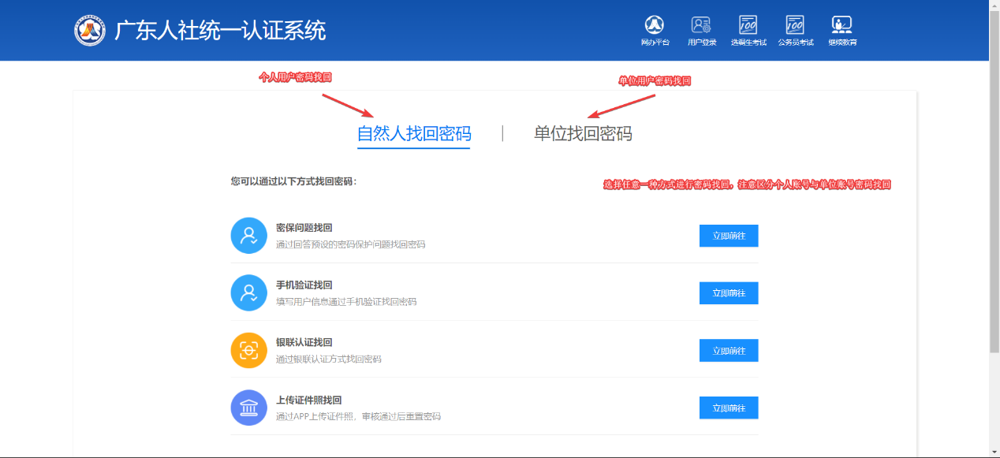 广东人社统一认证系统
网办平台
用户登录
选调生考试
公务员考试
继续教育
个人用户密码找回
单位用户密码找回
自然人找回密码
单位找回密码
您可以通过以下方式找回密码：
选择任意一种方式进行密码找回，注意区分个人账号与单位账号密码找回
密保问题找回
通过回答预设的密码保护问题找回密码
立即前往
手机验证找回
填写用户信息通过手机验证找回密码
立即前往
银联认证找回
通过银联认证方式找回密码
立即前往
上传证件照找回
通过APP上传证件照，审核通过后重置密码
立即前往